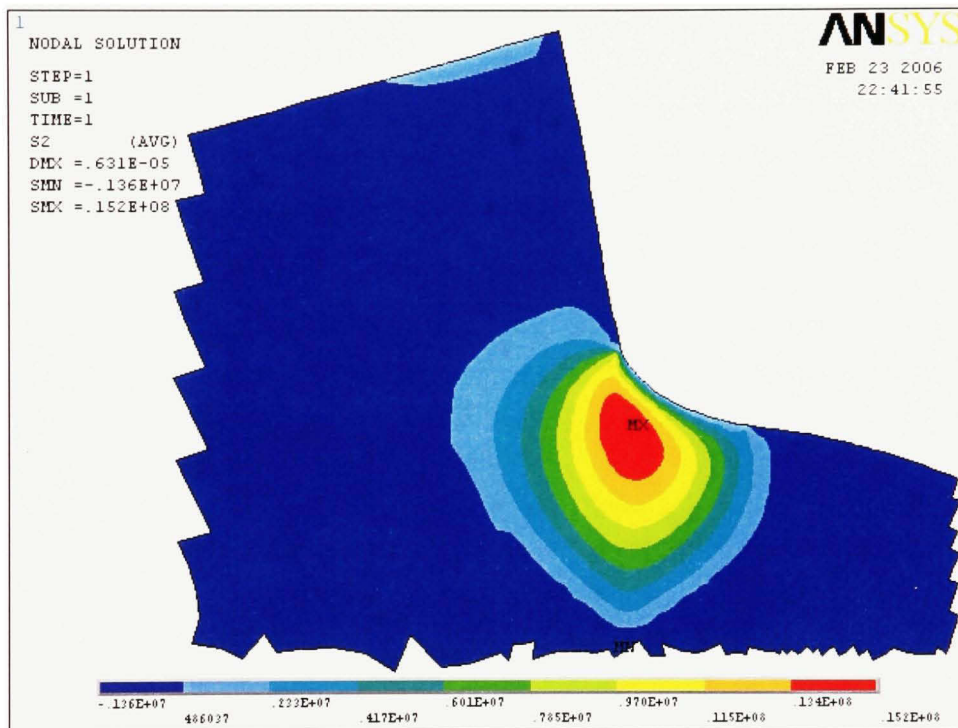 1
ANSYS
NODAL SOLUTION
FEB 23 2006
22:41:55
STEP=1
SUB =1
TIME=1
S2 (AVG)
DMX =.631E-05
SMN =-.136E+07
SMX =.152E+08
MX
MN
-.136E+07 .233E+07 .601E+07 .970E+07 .134E+08
486037 .417E+07 .785E+07 .115E+08 .152E+08